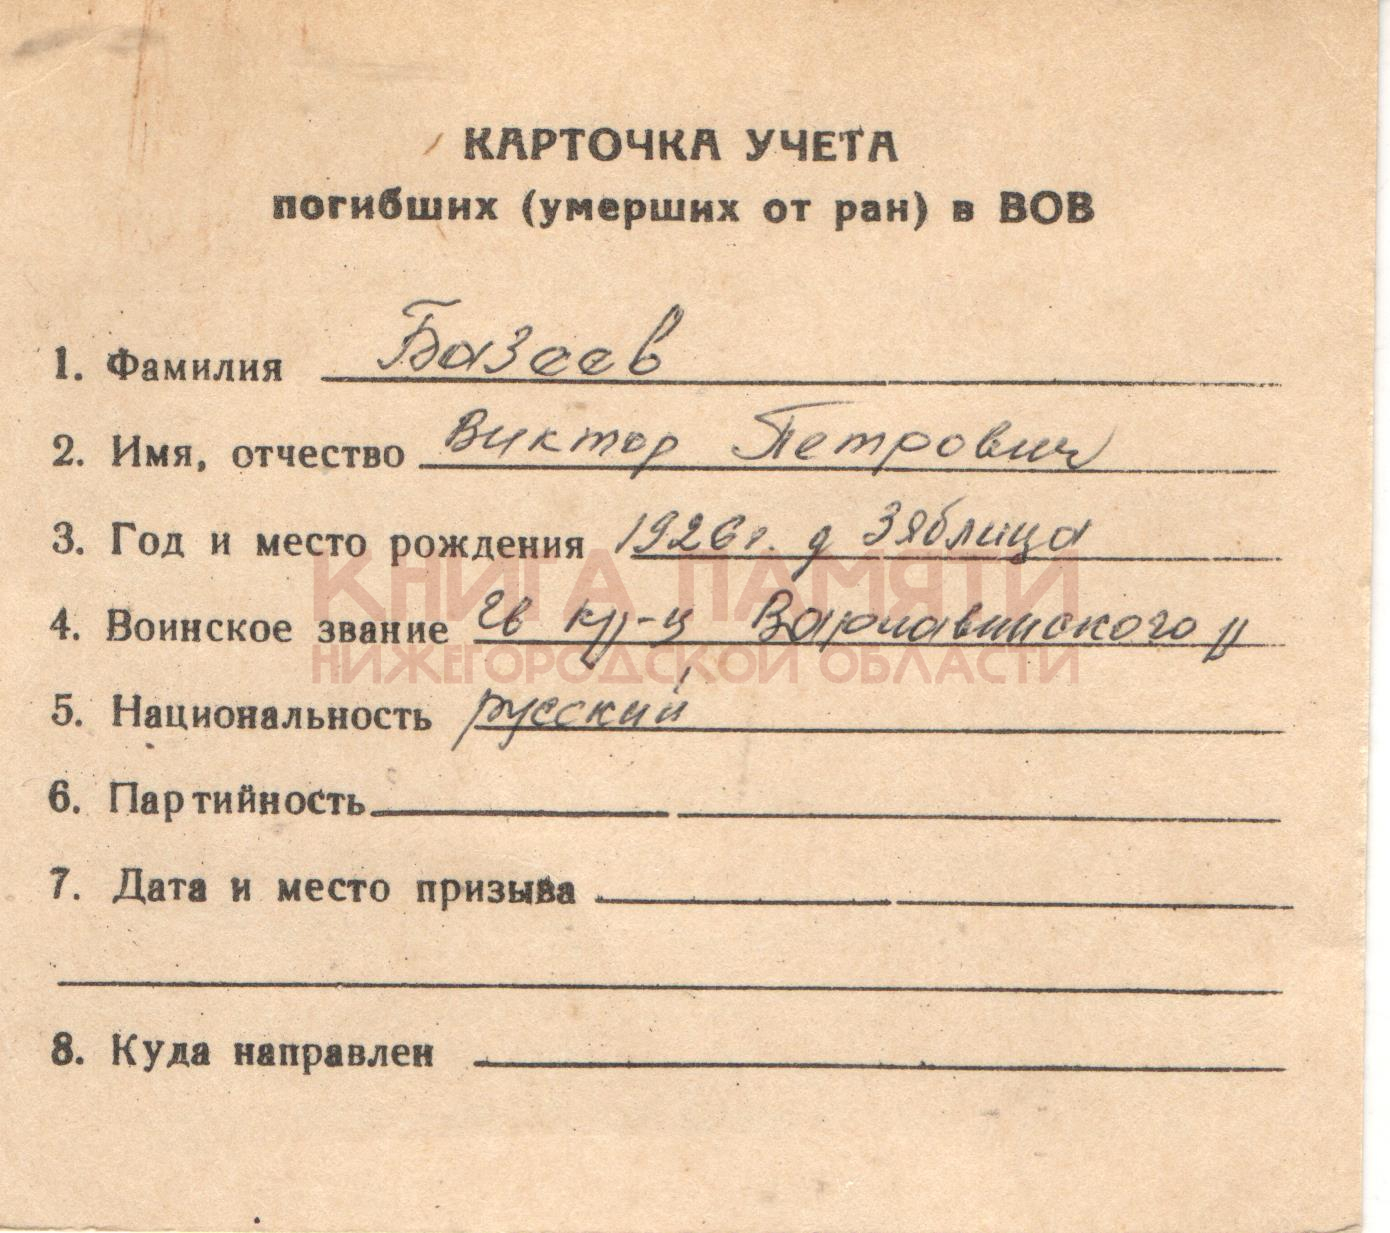 КАРТОЧКА УЧЕТА
погибших (умерших от ран) в ВОВ
1. Фамилия Базеев
2. Имя, отчество Виктор Петрович
3. Год и место рождения 1926 г. д Зяблица
КНИГА ПАМЯТИ
4. Воинское звание Гв кр-ц Варнавинского р
НИЖЕГОРОДСКОЙ ОБЛАСТИ
5. Национальность русский
6. Партийность
7. Дата и место призыва
8. Куда направлен